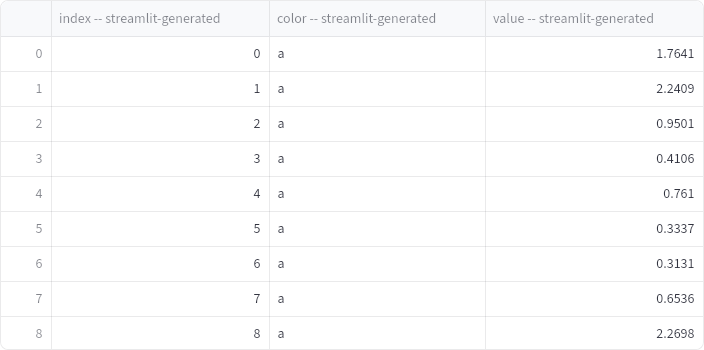 index -- streamlit-generated color -- streamlit-generated value -- streamlit-generated
0 0 a 1.7641
1 1 a 2.2409
2 2 a 0.9501
3 3 a 0.4106
4 4 a 0.761
5 5 a 0.3337
6 6 a 0.3131
7 7 a 0.6536
8 8 a 2.2698